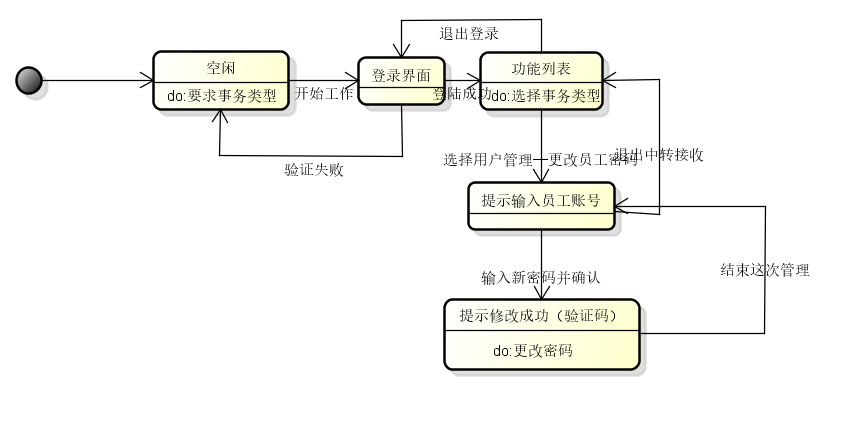 退出登录
空闲
do:要求事务类型
开始工作
登录界面
登陆成功
功能列表
do:选择事务类型
验证失败
选择用户管理—更改员工密码
退出中转接收
提示输入员工账号
输入新密码并确认
结束这次管理
提示修改成功（验证码）
do:更改密码